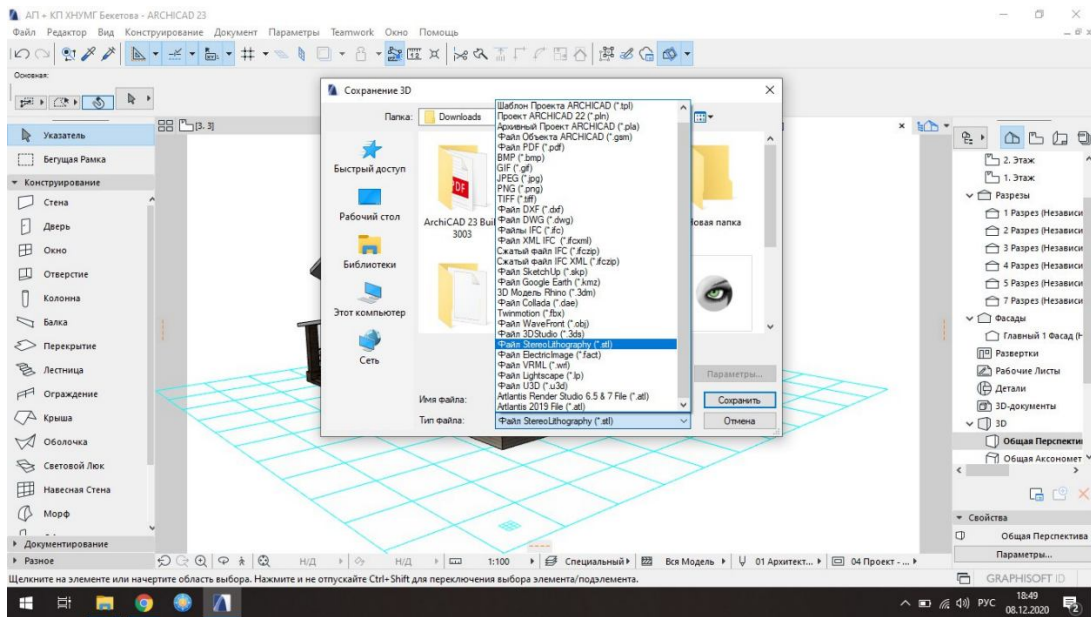 АП + КП ХНУМГ Бекетова - ARCHICAD 23
Файл Редактор Вид Конструирование Документ Параметры Teamwork Окно Помощь
Основная:
Указатель
Бегущая Рамка
Конструирование
Стена
Дверь
Окно
Отверстие
Колонна
Балка
Перекрытие
Лестница
Ограждение
Крыша
Оболочка
Световой Люк
Навесная Стена
Морф
Документирование
Разное
[3. 3]
Сохранение 3D
Папка: Downloads
Быстрый доступ
Рабочий стол
Библиотеки
Этот компьютер
Сеть
PDF
ArchiCAD 23 Bui
3003
Новая папка
Шаблон Проекта ARCHICAD (*.tpl)
Проект ARCHICAD 22 (*.pln)
Архивный Проект ARCHICAD (*.pla)
Файл Объекта ARCHICAD (*.gsm)
Файл PDF (*.pdf)
BMP (*.bmp)
GIF (*.gif)
JPEG (*.jpg)
PNG (*.png)
TIFF (*.tiff)
Файл DXF (*.dxf)
Файл DWG (*.dwg)
Файлы IFC (*.ifc)
Файл XML IFC (*.ifcxml)
Сжатый файл IFC (*.ifczip)
Сжатый файл IFC XML (*.ifczip)
Файл SketchUp (*.skp)
Файл Google Earth (*.kmz)
3D Модель Rhino (*.3dm)
Файл Collada (*.dae)
Twinmotion (*.fbx)
Файл WaveFront (*.obj)
Файл 3DStudio (*.3ds)
Файл StereoLithography (*.stl)
Файл ElectricImage (*.fact)
Файл VRML (*.wrl)
Файл Lightscape (*.lp)
Файл U3D (*.u3d)
Artlantis Render Studio 6.5 & 7 File (*.atl)
Artlantis 2019 File (*.atl)
Параметры...
Имя файла:
Сохранить
Тип файла: Файл StereoLithography (*.stl)
Отмена
2. Этаж
1. Этаж
Разрезы
1 Разрез (Независи
2 Разрез (Независи
3 Разрез (Независи
4 Разрез (Независи
5 Разрез (Независи
7 Разрез (Независи
Фасады
Главный 1 Фасад (Н
Развертки
Рабочие Листы
Детали
3D-документы
3D
Общая Перспекти
Общая Аксономет
Свойства
Общая Перспектива
Параметры...
GRAPHISOFT ID
Н/Д Н/Д 1:100 Специальный Вся Модель 01 Архитект... 04 Проект - ...
Щелкните на элементе или начертите область выбора. Нажмите и не отпускайте Ctrl+Shift для переключения выбора элемента/подэлемента.
РУС
18:49
08.12.2020
2